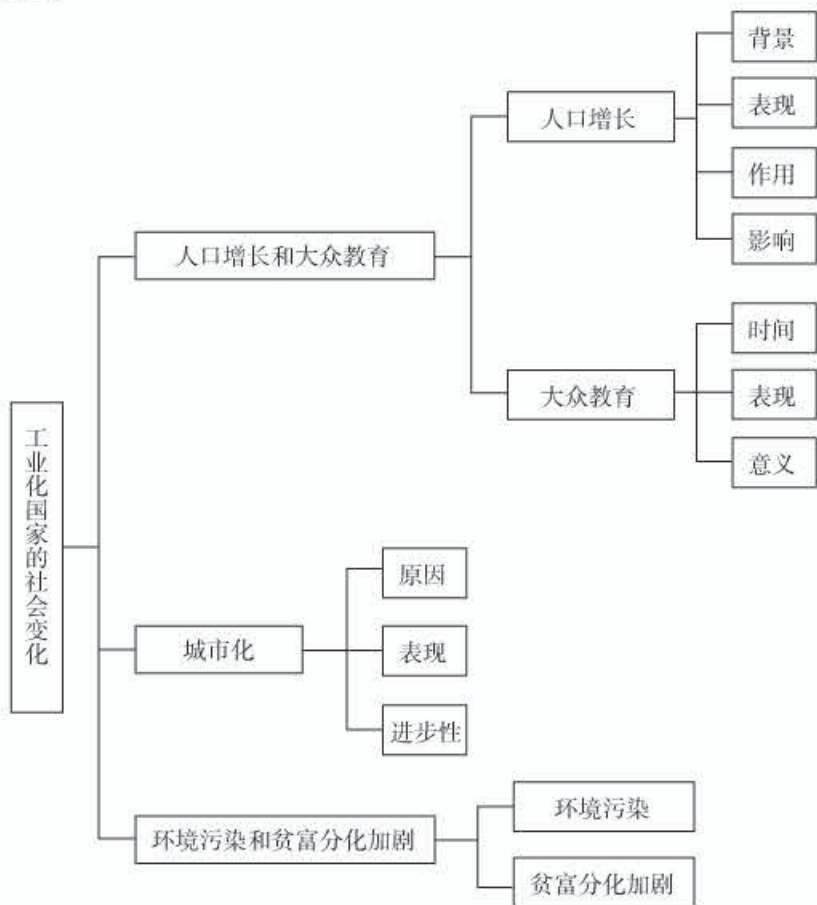 工业化国家的社会变化
人口增长和大众教育
人口增长
背景
表现
作用
影响
大众教育
时间
表现
意义
城市化
原因
表现
进步性
环境污染和贫富分化加剧
环境污染
贫富分化加剧